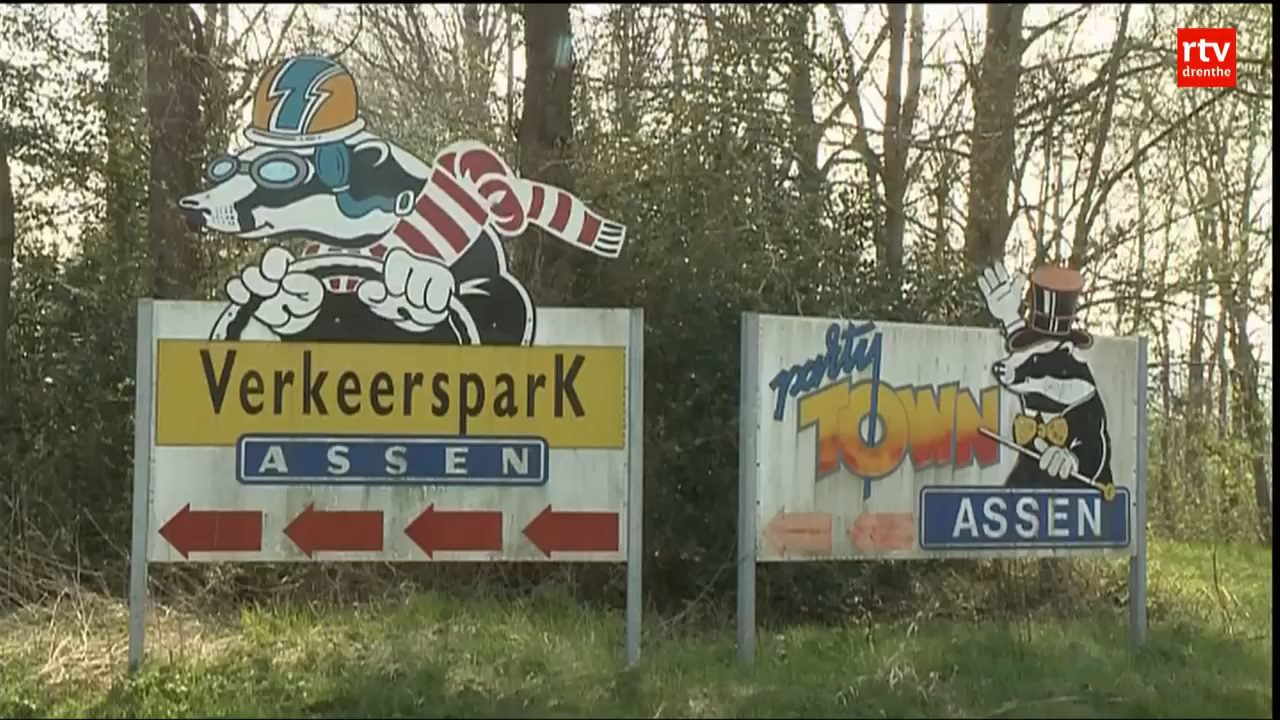 rtv
drenthe
VerkeersparK
ASSEN
party
TOWN
ASSEN